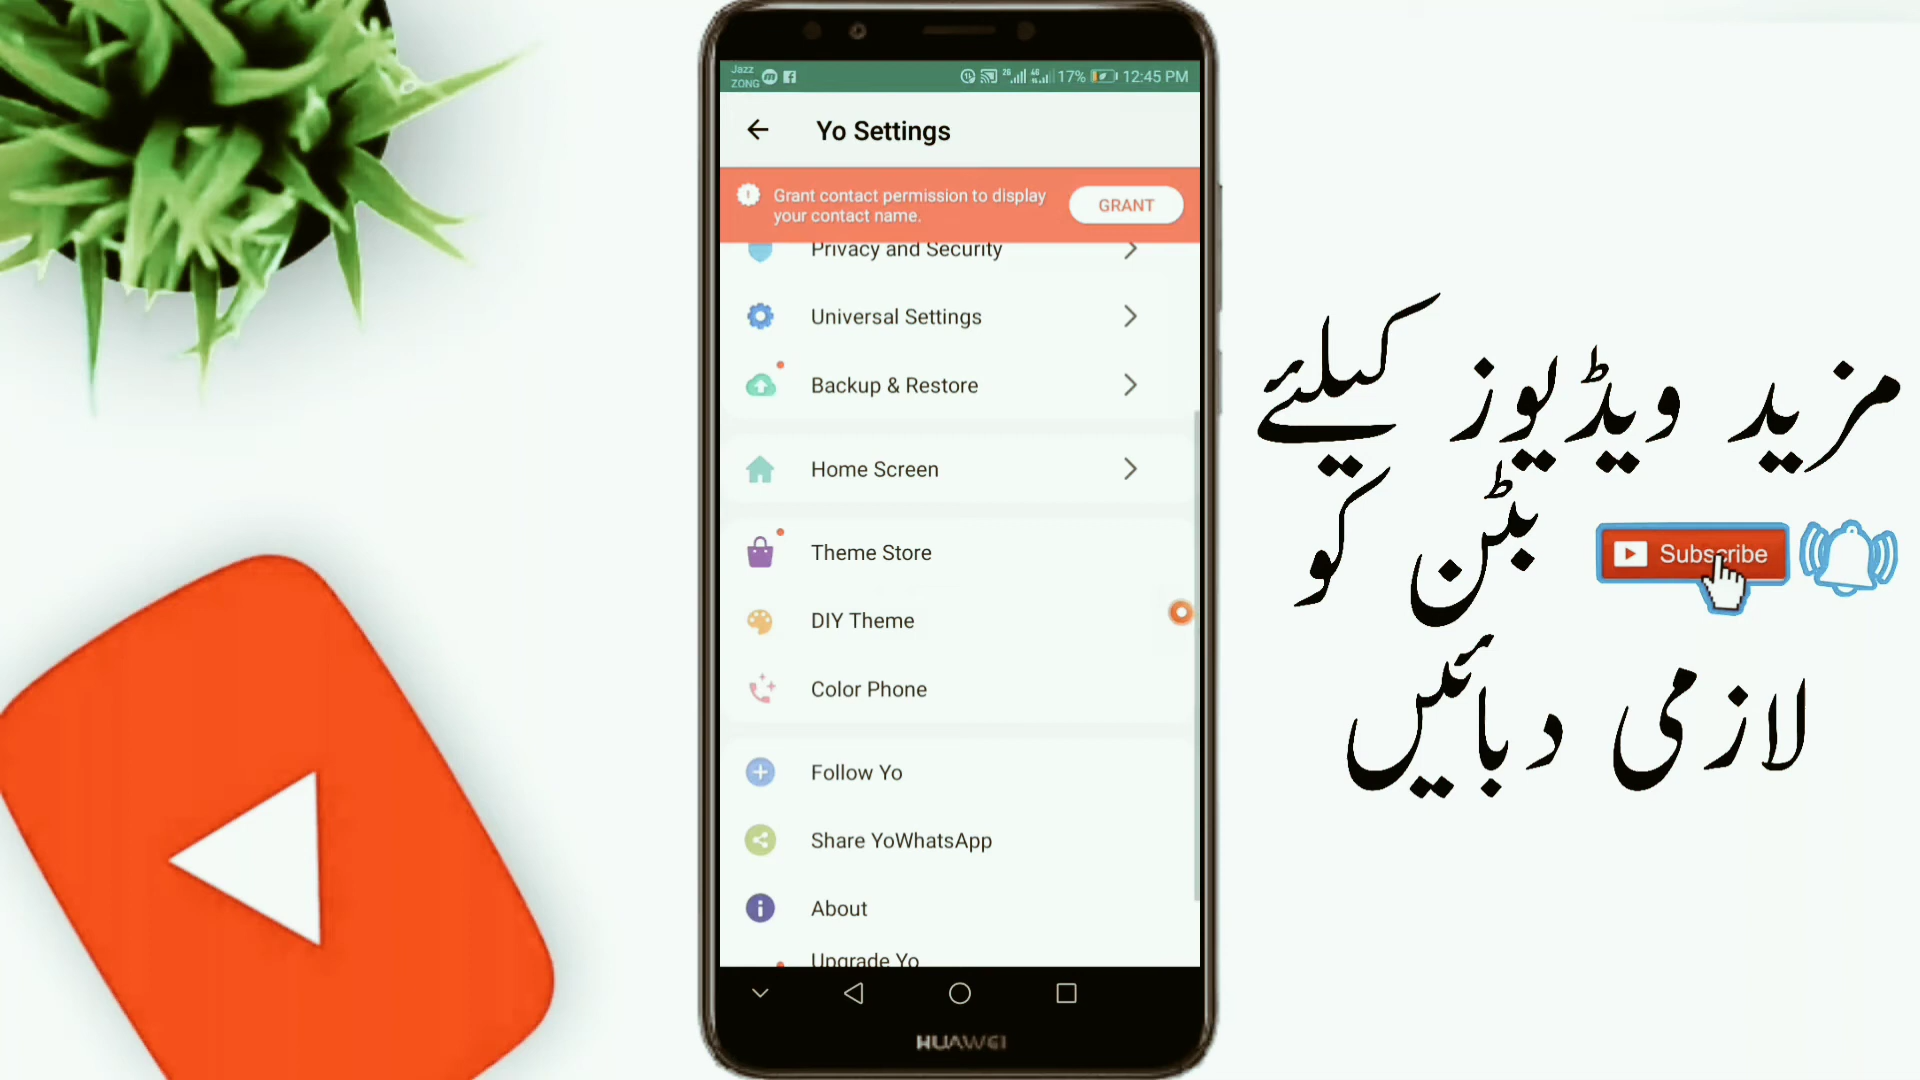 Jazz
ZONG
2G 4G 17% 12:45 PM
Yo Settings
Grant contact permission to display
your contact name.
GRANT
Privacy and Security
Universal Settings
Backup & Restore
Home Screen
Theme Store
DIY Theme
Color Phone
Follow Yo
Share YoWhatsApp
About
Upgrade Yo
HUAWEI
مزید ویڈیوز کیلئے
Subscribe بٹن کو
لازمی دبائیں